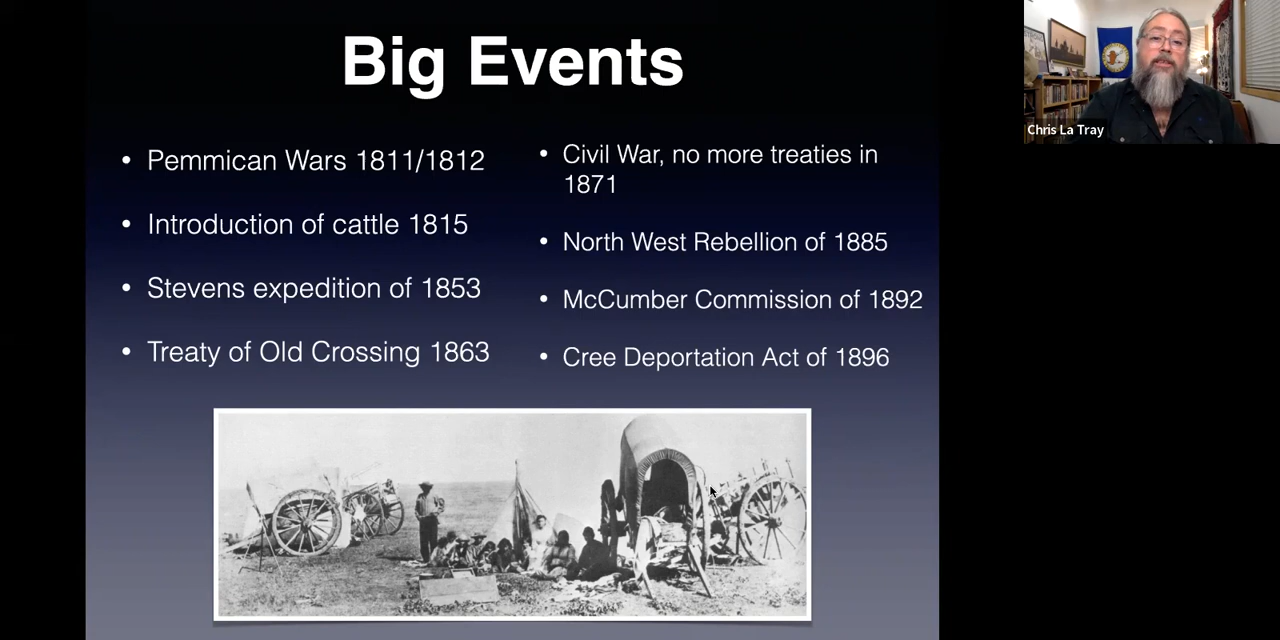 Big Events
• Pemmican Wars 1811/1812
• Introduction of cattle 1815
• Stevens expedition of 1853
• Treaty of Old Crossing 1863
• Civil War, no more treaties in
1871
• North West Rebellion of 1885
• McCumber Commission of 1892
• Cree Deportation Act of 1896
Chris La Tray